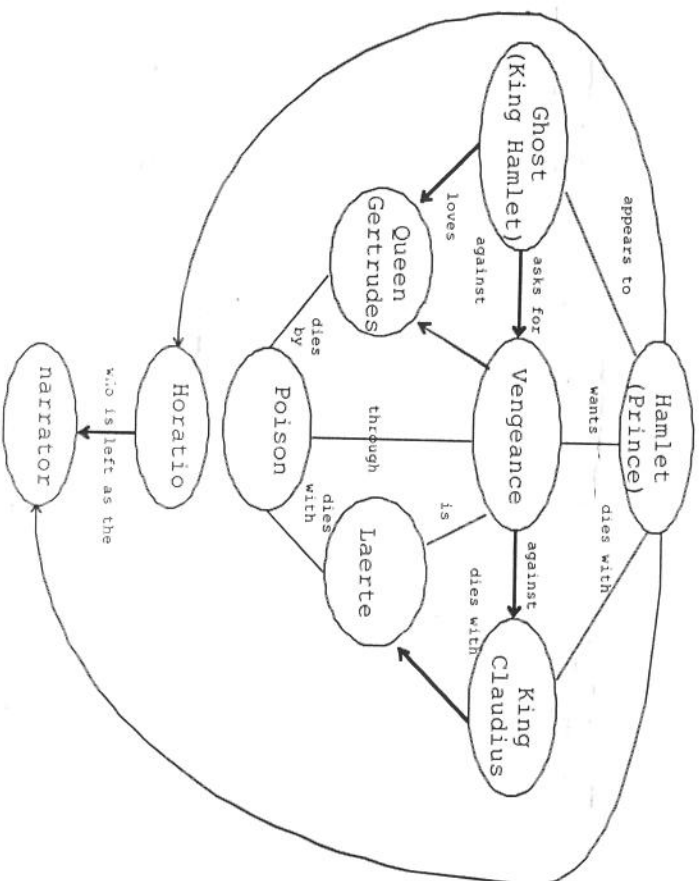 Hamlet
(Prince)
appears to
dies with
wants
Ghost
(King Hamlet)
asks for
Vengeance
against
King
Claudius
against
dies with
loves
is
Queen
Gertrudes
through
Laerte
dies
by
dies
with
Poison
Horatio
who is left as the
narrator